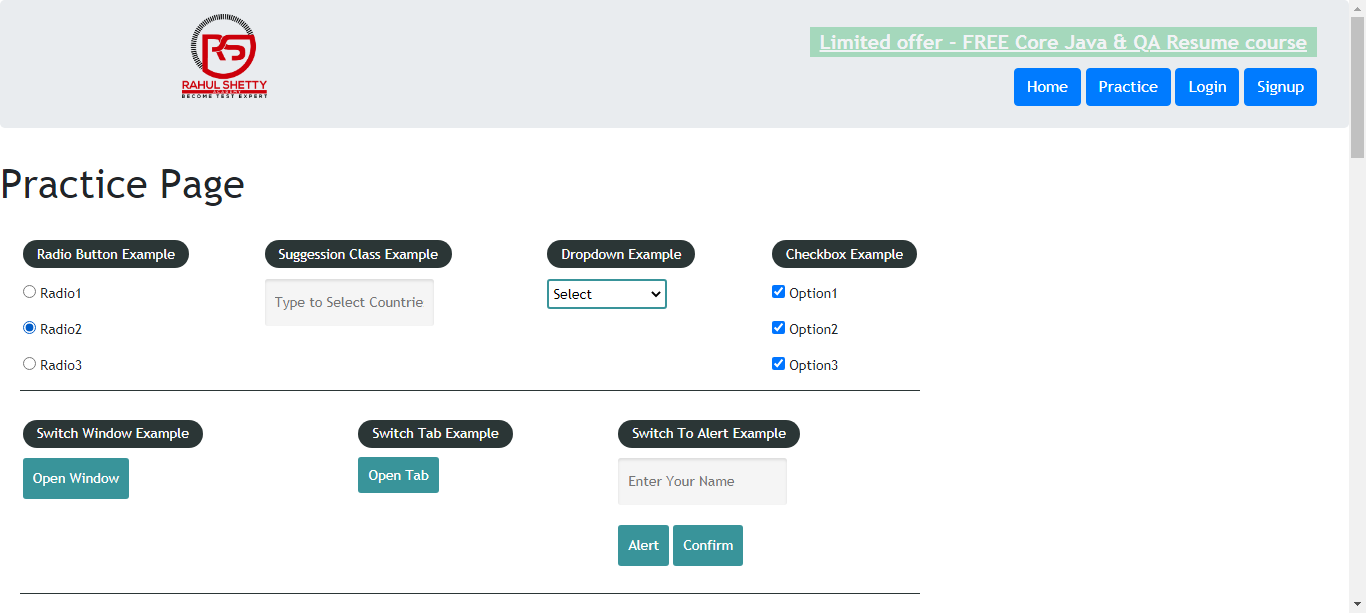 RS
RAHUL SHETTY
ACADEMY
BECOME TEST EXPERT
Limited offer - FREE Core Java & QA Resume course
Home Practice Login Signup
Practice Page
Radio Button Example
Radio1
Radio2
Radio3
Suggession Class Example
Type to Select Countrie
Dropdown Example
Select
Checkbox Example
Option1
Option2
Option3
Switch Window Example
Open Window
Switch Tab Example
Open Tab
Switch To Alert Example
Enter Your Name
Alert Confirm